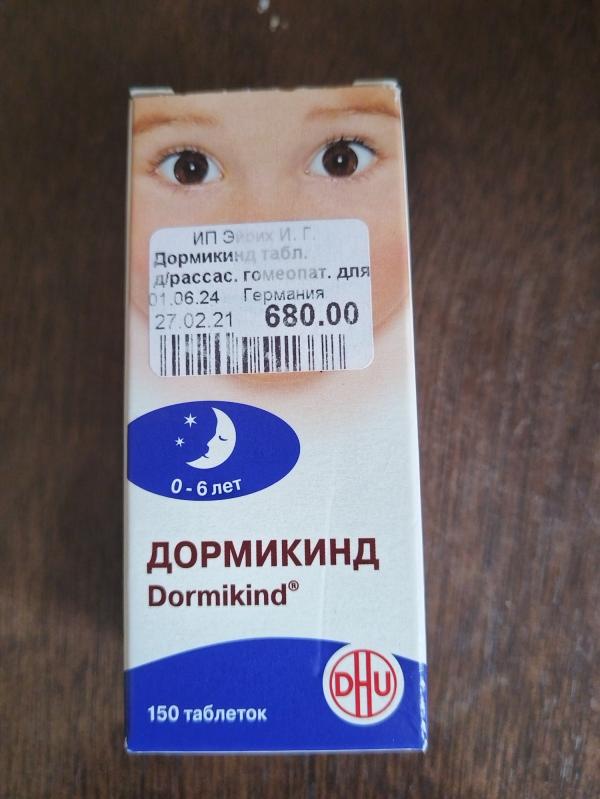 ИП Эйрих И. Г.
Дормикинд табл.
д/рассас. гомеопат. для
01.06.24 Германия
27.02.21 680.00
0 - 6 лет
ДОРМИКИНД
Dormikind®
DHU
150 таблеток